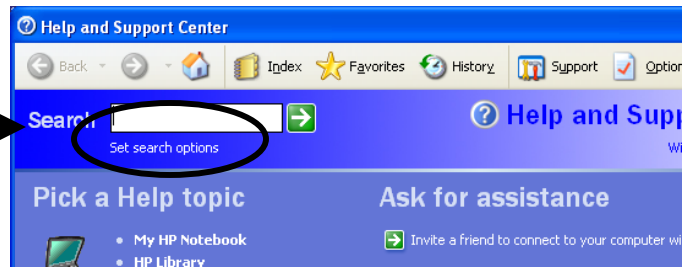 Help and Support Center
Back Index Favorites History Support Option
Search
Help and Supp
Set search options
Wi
Pick a Help topic
Ask for assistance
My HP Notebook
Invite a friend to connect to your computer wi
HP Library